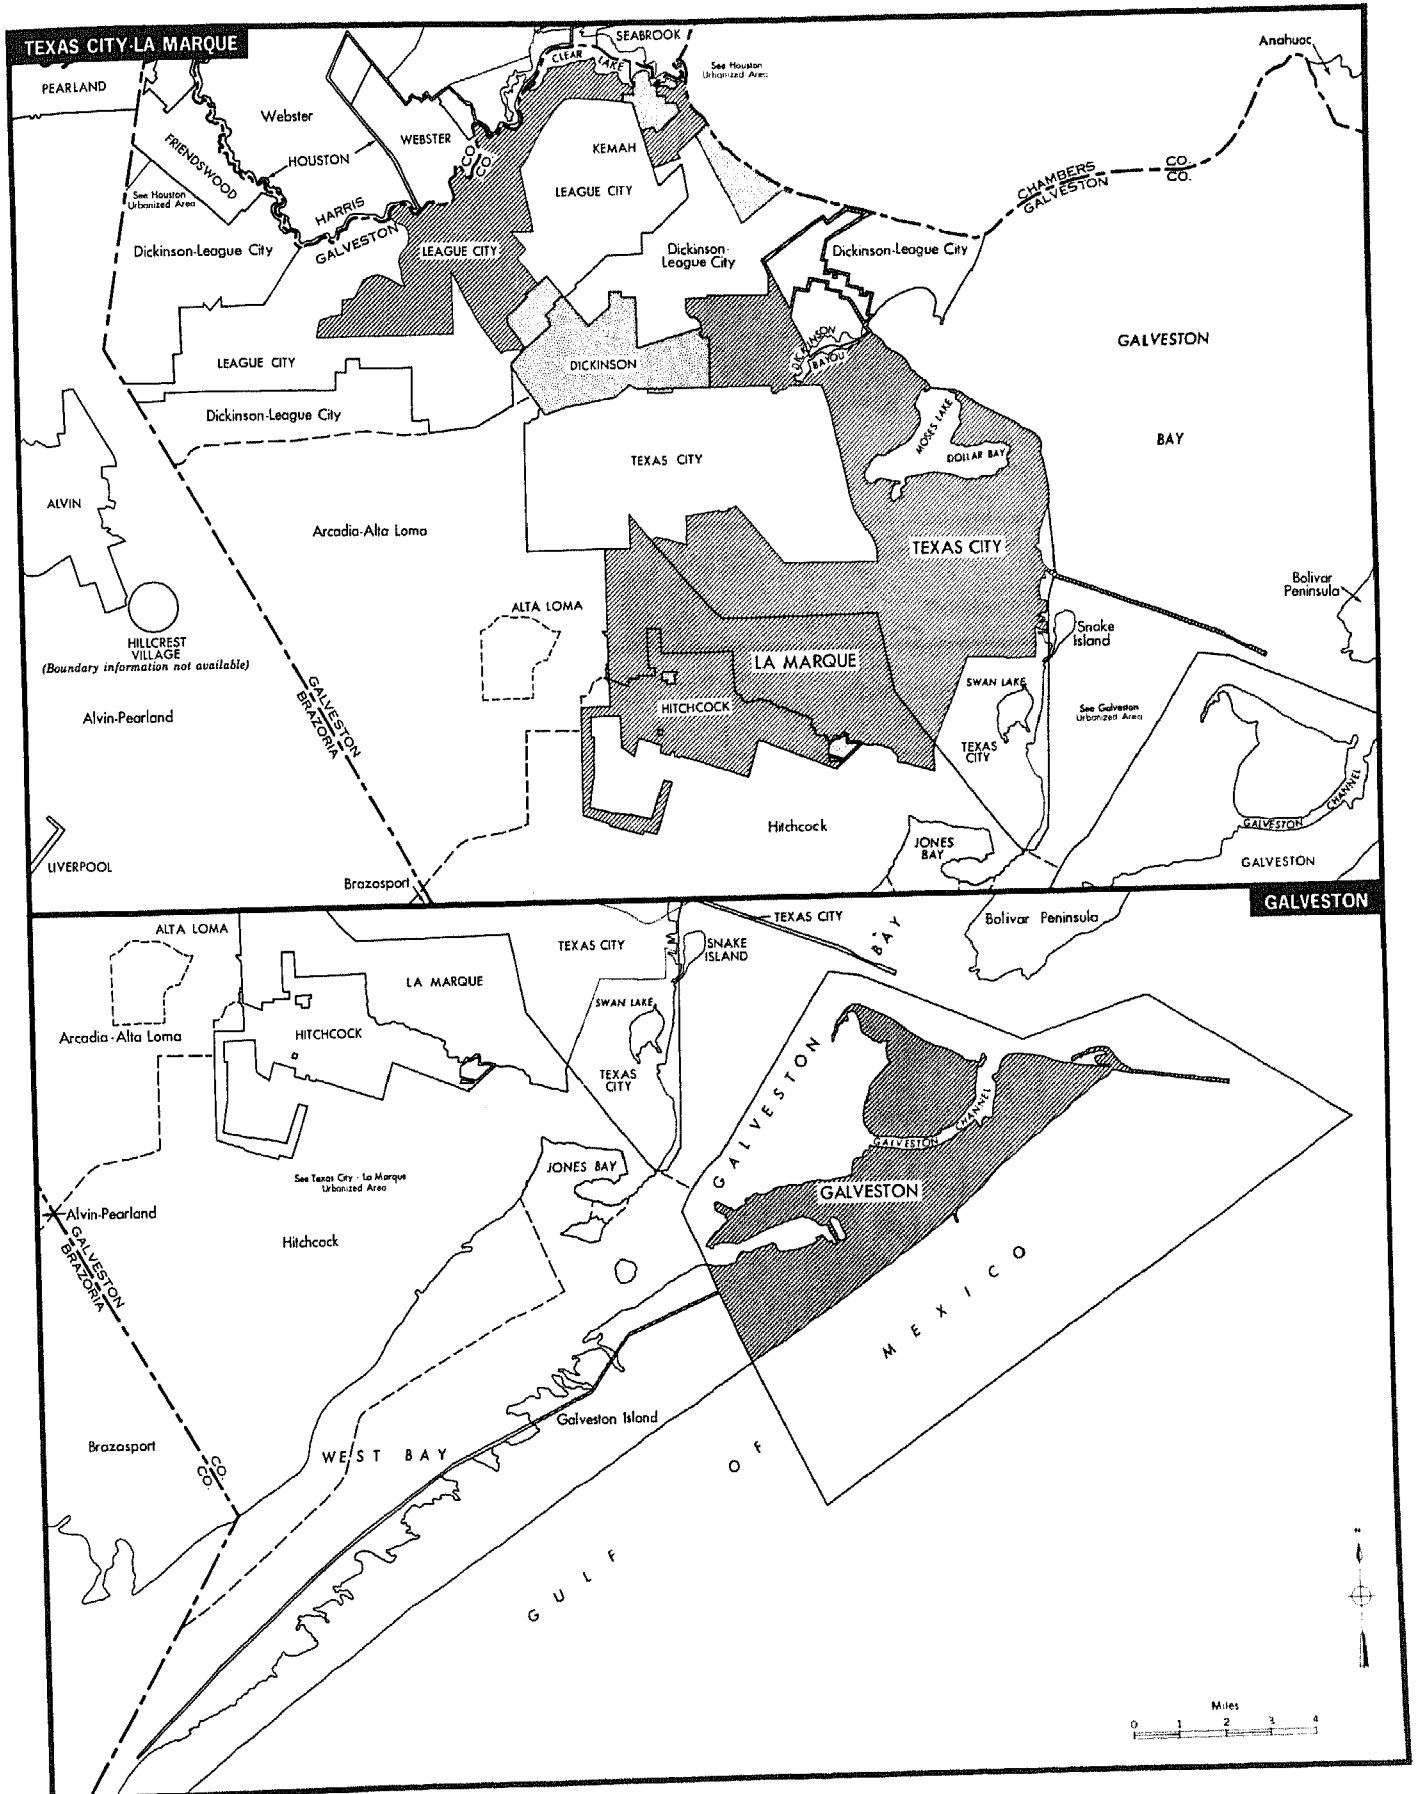 TEXAS CITY-LA MARQUE
SEABROOK
CLEAR LAKE
See Houston
Urbanized Area
Anahuac
PEARLAND
Webster
WEBSTER
HOUSTON
FRIENDSWOOD
See Houston
Urbanized Area
CO.
CO.
KEMAH
LEAGUE CITY
CHAMBERS
GALVESTON
CO.
CO.
HARRIS
GALVESTON
Dickinson-League City
LEAGUE CITY
Dickinson-
League City
Dickinson-League City
DICKINSON
BAYOU
GALVESTON
LEAGUE CITY
DICKINSON
Dickinson-League City
MOSES LAKE
DOLLAR BAY
BAY
TEXAS CITY
ALVIN
Arcadia-Alta Loma
TEXAS CITY
Bolivar
Peninsula
ALTA LOMA
HILLCREST
VILLAGE
(Boundary information not available)
Snake
Island
LA MARQUE
SWAN LAKE
HITCHCOCK
See Galveston
Urbanized Area
Alvin-Pearland
GALVESTON
BRAZORIA
TEXAS
CITY
GALVESTON
CHANNEL
Hitchcock
JONES
BAY
GALVESTON
LIVERPOOL
Brazosport
GALVESTON
ALTA LOMA
TEXAS CITY
SNAKE
ISLAND
TEXAS CITY
BAY
Bolivar Peninsula
LA MARQUE
SWAN LAKE
Arcadia-Alta Loma
HITCHCOCK
TEXAS
CITY
GALVESTON
GALVESTON
CHANNEL
JONES BAY
See Texas City - La Marque
Urbanized Area
GALVESTON
Alvin-Pearland
GALVESTON
BRAZORIA
Hitchcock
MEXICO
Galveston Island
Brazosport
CO.
CO.
WEST BAY
OF
GULF
N
Miles
0 1 2 3 4